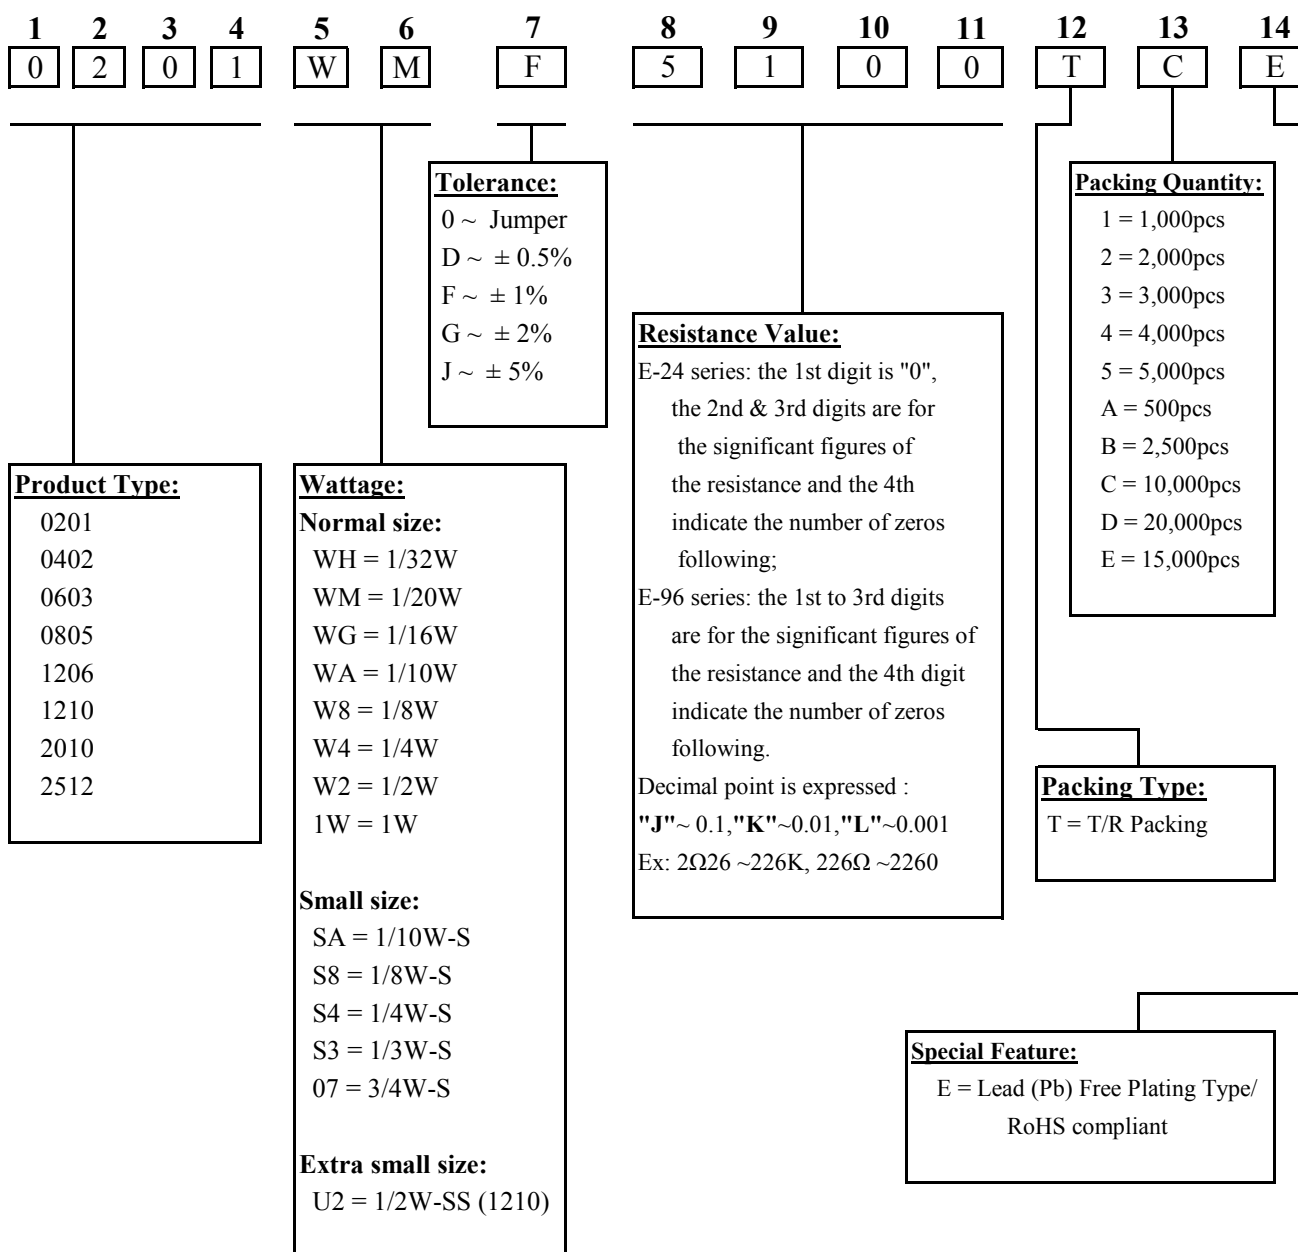 1 2 3 4 5 6 7 8 9 10 11 12 13 14
0 2 0 1 W M F 5 1 0 0 T C E
Tolerance:
0 ~ Jumper
D ~ ± 0.5%
F ~ ± 1%
G ~ ± 2%
J ~ ± 5%
Packing Quantity:
1 = 1,000pcs
2 = 2,000pcs
3 = 3,000pcs
4 = 4,000pcs
5 = 5,000pcs
A = 500pcs
B = 2,500pcs
C = 10,000pcs
D = 20,000pcs
E = 15,000pcs
Resistance Value:
E-24 series: the 1st digit is "0",
the 2nd & 3rd digits are for
the significant figures of
the resistance and the 4th
indicate the number of zeros
following;
E-96 series: the 1st to 3rd digits
are for the significant figures of
the resistance and the 4th digit
indicate the number of zeros
following.
Decimal point is expressed :
"J"~ 0.1,"K"~0.01,"L"~0.001
Ex: 2Ω26 ~226K, 226Ω ~2260
Product Type:
0201
0402
0603
0805
1206
1210
2010
2512
Wattage:
Normal size:
WH = 1/32W
WM = 1/20W
WG = 1/16W
WA = 1/10W
W8 = 1/8W
W4 = 1/4W
W2 = 1/2W
1W = 1W
Small size:
SA = 1/10W-S
S8 = 1/8W-S
S4 = 1/4W-S
S3 = 1/3W-S
07 = 3/4W-S
Extra small size:
U2 = 1/2W-SS (1210)
Packing Type:
T = T/R Packing
Special Feature:
E = Lead (Pb) Free Plating Type/
RoHS compliant